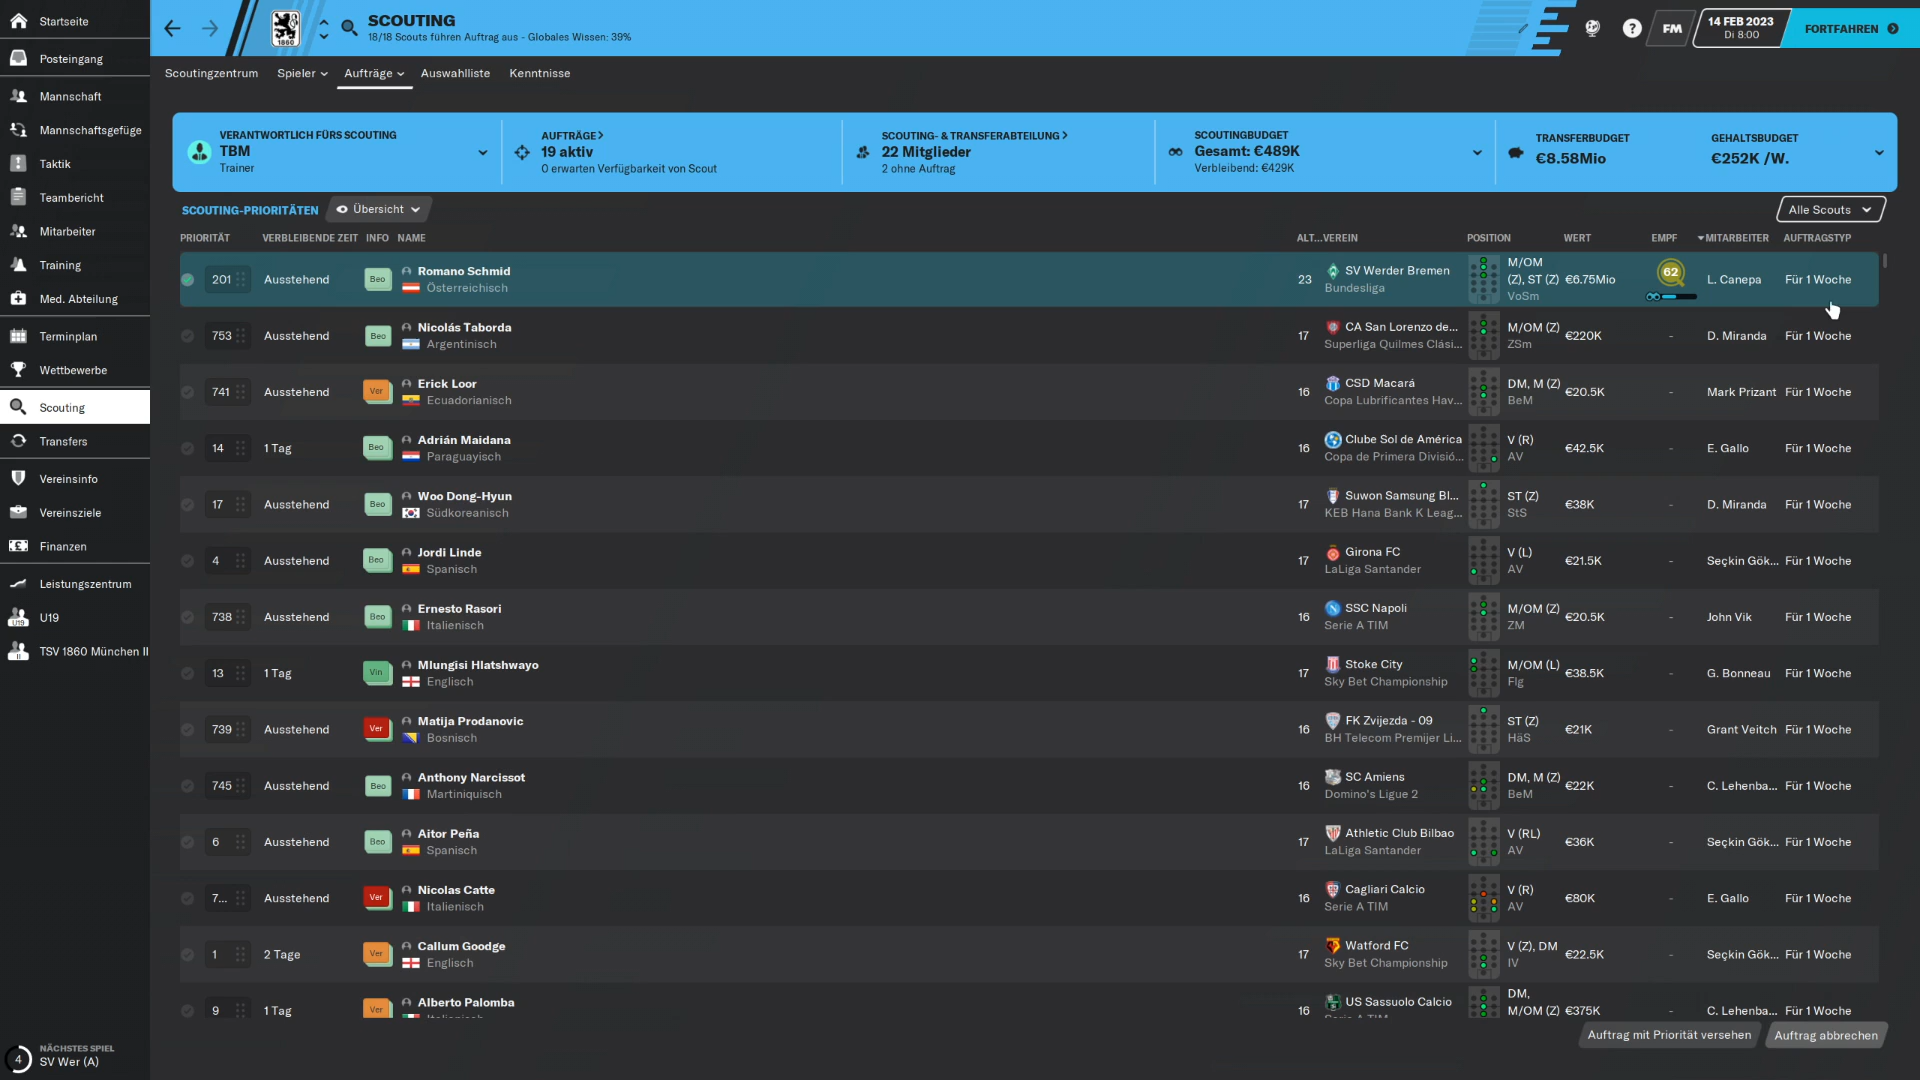 Startseite
Posteingang
Mannschaft
Mannschaftsgefüge
Taktik
Teambericht
Mitarbeiter
Training
Med. Abteilung
Terminplan
Wettbewerbe
Scouting
Transfers
Vereinsinfo
Vereinsziele
Finanzen
Leistungszentrum
U19
U19
TSV 1860 München II
II
4
NÄCHSTES SPIEL
SV Wer (A)
1860
SCOUTING
18/18 Scouts führen Auftrag aus - Globales Wissen: 39%
?
FM
14 FEB 2023
Di 8:00
FORTFAHREN
Scoutingzentrum Spieler Aufträge Auswahlliste Kenntnisse
VERANTWORTLICH FÜRS SCOUTING
TBM
Trainer
AUFTRÄGE>
19 aktiv
0 erwarten Verfügbarkeit von Scout
SCOUTING- & TRANSFERABTEILUNG >
22 Mitglieder
2 ohne Auftrag
SCOUTINGBUDGET
Gesamt: €489K
Verbleibend: €429K
TRANSFERBUDGET
€8.58Mio
GEHALTSBUDGET
€252K /W.
SCOUTING-PRIORITÄTEN Übersicht
Alle Scouts
PRIORITÄT VERBLEIBENDE ZEIT INFO NAME ALT... VEREIN POSITION WERT EMPF MITARBEITER AUFTRAGSTYP
201 Ausstehend Beo Romano Schmid
Österreichisch
23 SV Werder Bremen
Bundesliga
M/OM
(Z), ST (Z)
VoSm
€6.75Mio 62 L. Canepa Für 1 Woche
753 Ausstehend Beo Nicolás Taborda
Argentinisch
17 CA San Lorenzo de...
Superliga Quilmes Clási...
M/OM (Z)
ZSm
€220K - D. Miranda Für 1 Woche
741 Ausstehend Ver Erick Loor
Ecuadorianisch
16 CSD Macará
Copa Lubrificantes Hav...
DM, M (Z)
BeM
€20.5K - Mark Prizant Für 1 Woche
14 1 Tag Beo Adrián Maidana
Paraguayisch
16 Clube Sol de América
Copa de Primera Divisió...
V (R)
AV
€42.5K - E. Gallo Für 1 Woche
17 Ausstehend Beo Woo Dong-Hyun
Südkoreanisch
17 Suwon Samsung Bl...
KEB Hana Bank K Leag...
ST (Z)
StS
€38K - D. Miranda Für 1 Woche
4 Ausstehend Beo Jordi Linde
Spanisch
17 Girona FC
LaLiga Santander
V (L)
AV
€21.5K - Seçkin Gök... Für 1 Woche
738 Ausstehend Beo Ernesto Rasori
Italienisch
16 SSC Napoli
Serie A TIM
M/OM (Z)
ZM
€20.5K - John Vik Für 1 Woche
13 1 Tag Vin Mlungisi Hlatshwayo
Englisch
17 Stoke City
Sky Bet Championship
M/OM (L)
Flg
€38.5K - G. Bonneau Für 1 Woche
739 Ausstehend Ver Matija Prodanovic
Bosnisch
16 FK Zvijezda - 09
BH Telecom Premijer Li...
ST (Z)
HäS
€21K - Grant Veitch Für 1 Woche
745 Ausstehend Beo Anthony Narcissot
Martiniquisch
16 SC Amiens
Domino's Ligue 2
DM, M (Z)
BeM
€22K - C. Lehenba... Für 1 Woche
6 Ausstehend Beo Aitor Peña
Spanisch
17 Athletic Club Bilbao
LaLiga Santander
V (RL)
AV
€36K - Seçkin Gök... Für 1 Woche
7... Ausstehend Ver Nicolas Catte
Italienisch
16 Cagliari Calcio
Serie A TIM
V (R)
AV
€80K - E. Gallo Für 1 Woche
1 2 Tage Ver Callum Goodge
Englisch
17 Watford FC
Sky Bet Championship
V (Z), DM
IV
€22.5K - Seçkin Gök... Für 1 Woche
9 1 Tag Ver Alberto Palomba
Italienisch
16 US Sassuolo Calcio
Serie A TIM
DM,
M/OM (Z)
€375K - C. Lehenba... Für 1 Woche
Auftrag mit Priorität versehen Auftrag abbrechen